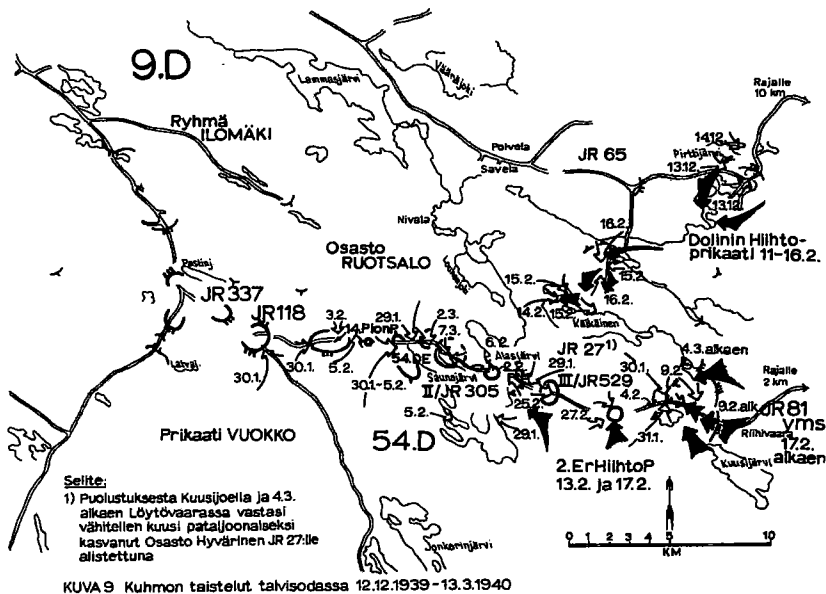 9.D
Lammasjärvi
Väänäjoki
Rajalle
10 km
Ryhmä
ILOMÄKI
Polvela
Savela
JR 65
14.12.
Pirttijärvi
13.12.
13.12.
Nivala
16.2.
Dolinin Hiihto-
prikaati 11-16.2.
Osasto
RUOTSALO
15.2.
15.2.
14.2.
15.2.
16.2.
Kälkäinen
JR 337
JR 118
3.2.
29.1.
2.3.
7.3.
14.Pion.P
6.2.
Alasjärvi
JR 27 1)
4.3. alkaen
30.1.
30.1.
5.2.
54.DE
2.2.
29.1.
30.1.
9.2.
Rajalle
2 km
30.1-5.2.
Saunajärvi
II/JR 305
III/JR529
4.2.
25.2.
9.2. alk.
JR 81
yms
17.2.
alkaen
5.2.
27.2.
Riihivaara
Prikaati VUOKKO
54.D
29.1.
31.1.
2.ErHiihtoP
13.2. ja 17.2.
Kuusijärvi
Selite:
1) Puolustuksesta Kuusijoella ja 4.3.
alkaen Löytövaarassa vastasi
vähitellen kuusi pataljoonaiseksi
kasvanut Osasto Hyvärinen JR 27:lle
alistettuna
Jonkerinjärvi
0 1 2 3 4 5 10
KM
KUVA 9 Kuhmon taistelut talvisodassa 12.12.1939-13.3.1940